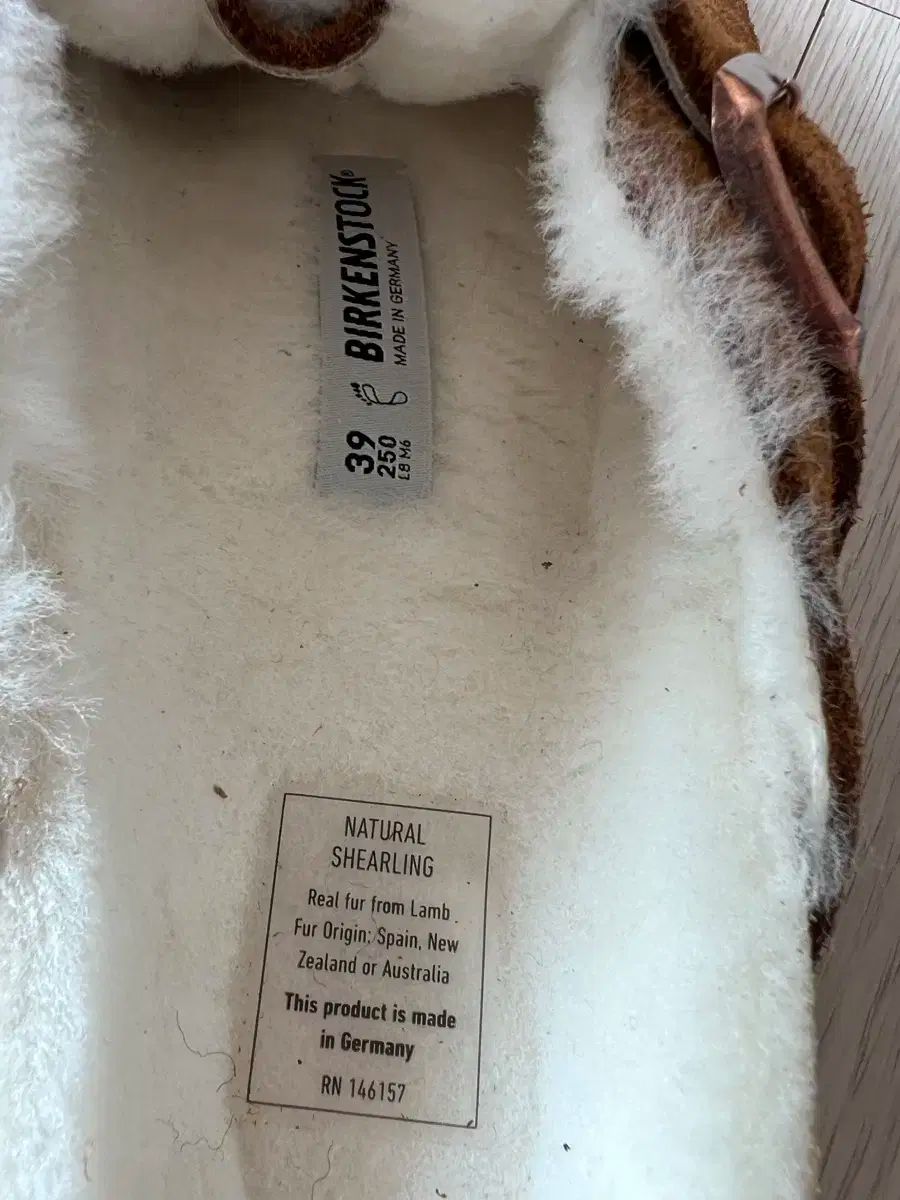 BIRKENSTOCK®
MADE IN GERMANY
39
250
L8 M6
NATURAL
SHEARLING
Real fur from Lamb
Fur Origin: Spain, New
Zealand or Australia
This product is made
in Germany
RN 146157